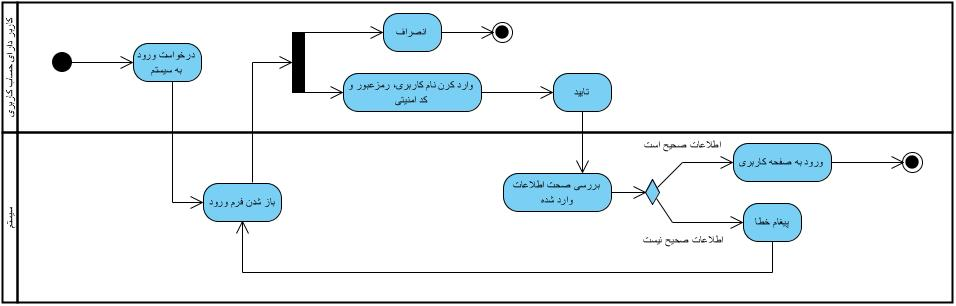 کاربر دارای حساب کاربری
درخواست ورود
به سیستم
انصراف
وارد کرن نام کاربری، رمزعبور و
کد امنیتی
تایید
سیستم
باز شدن فرم ورود
بررسی صحت اطلاعات
وارد شده
اطلاعات صحیح است
ورود به صفحه کاربری
اطلاعات صحیح نیست
پیغام خطا